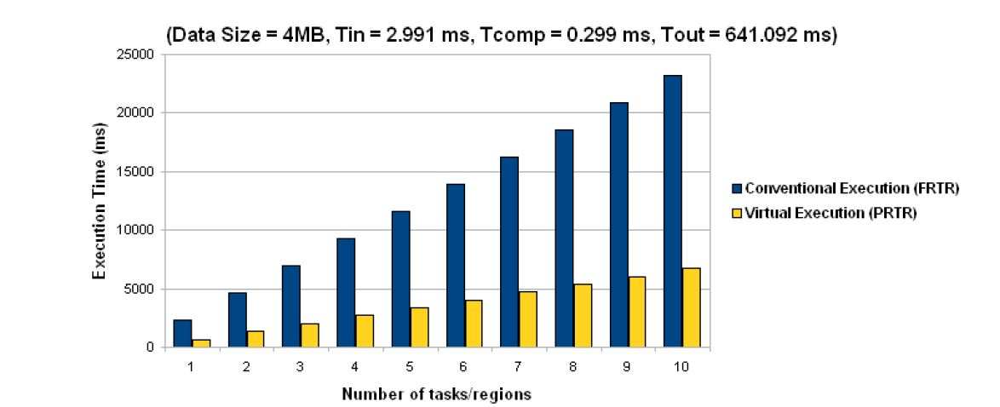 (Data Size = 4MB, Tin = 2.991 ms, Tcomp = 0.299 ms, Tout = 641.092 ms)
25000
20000
15000
10000
5000
0
Execution Time (ms)
1 2 3 4 5 6 7 8 9 10
Number of tasks/regions
Conventional Execution (FRTR)
Virtual Execution (PRTR)